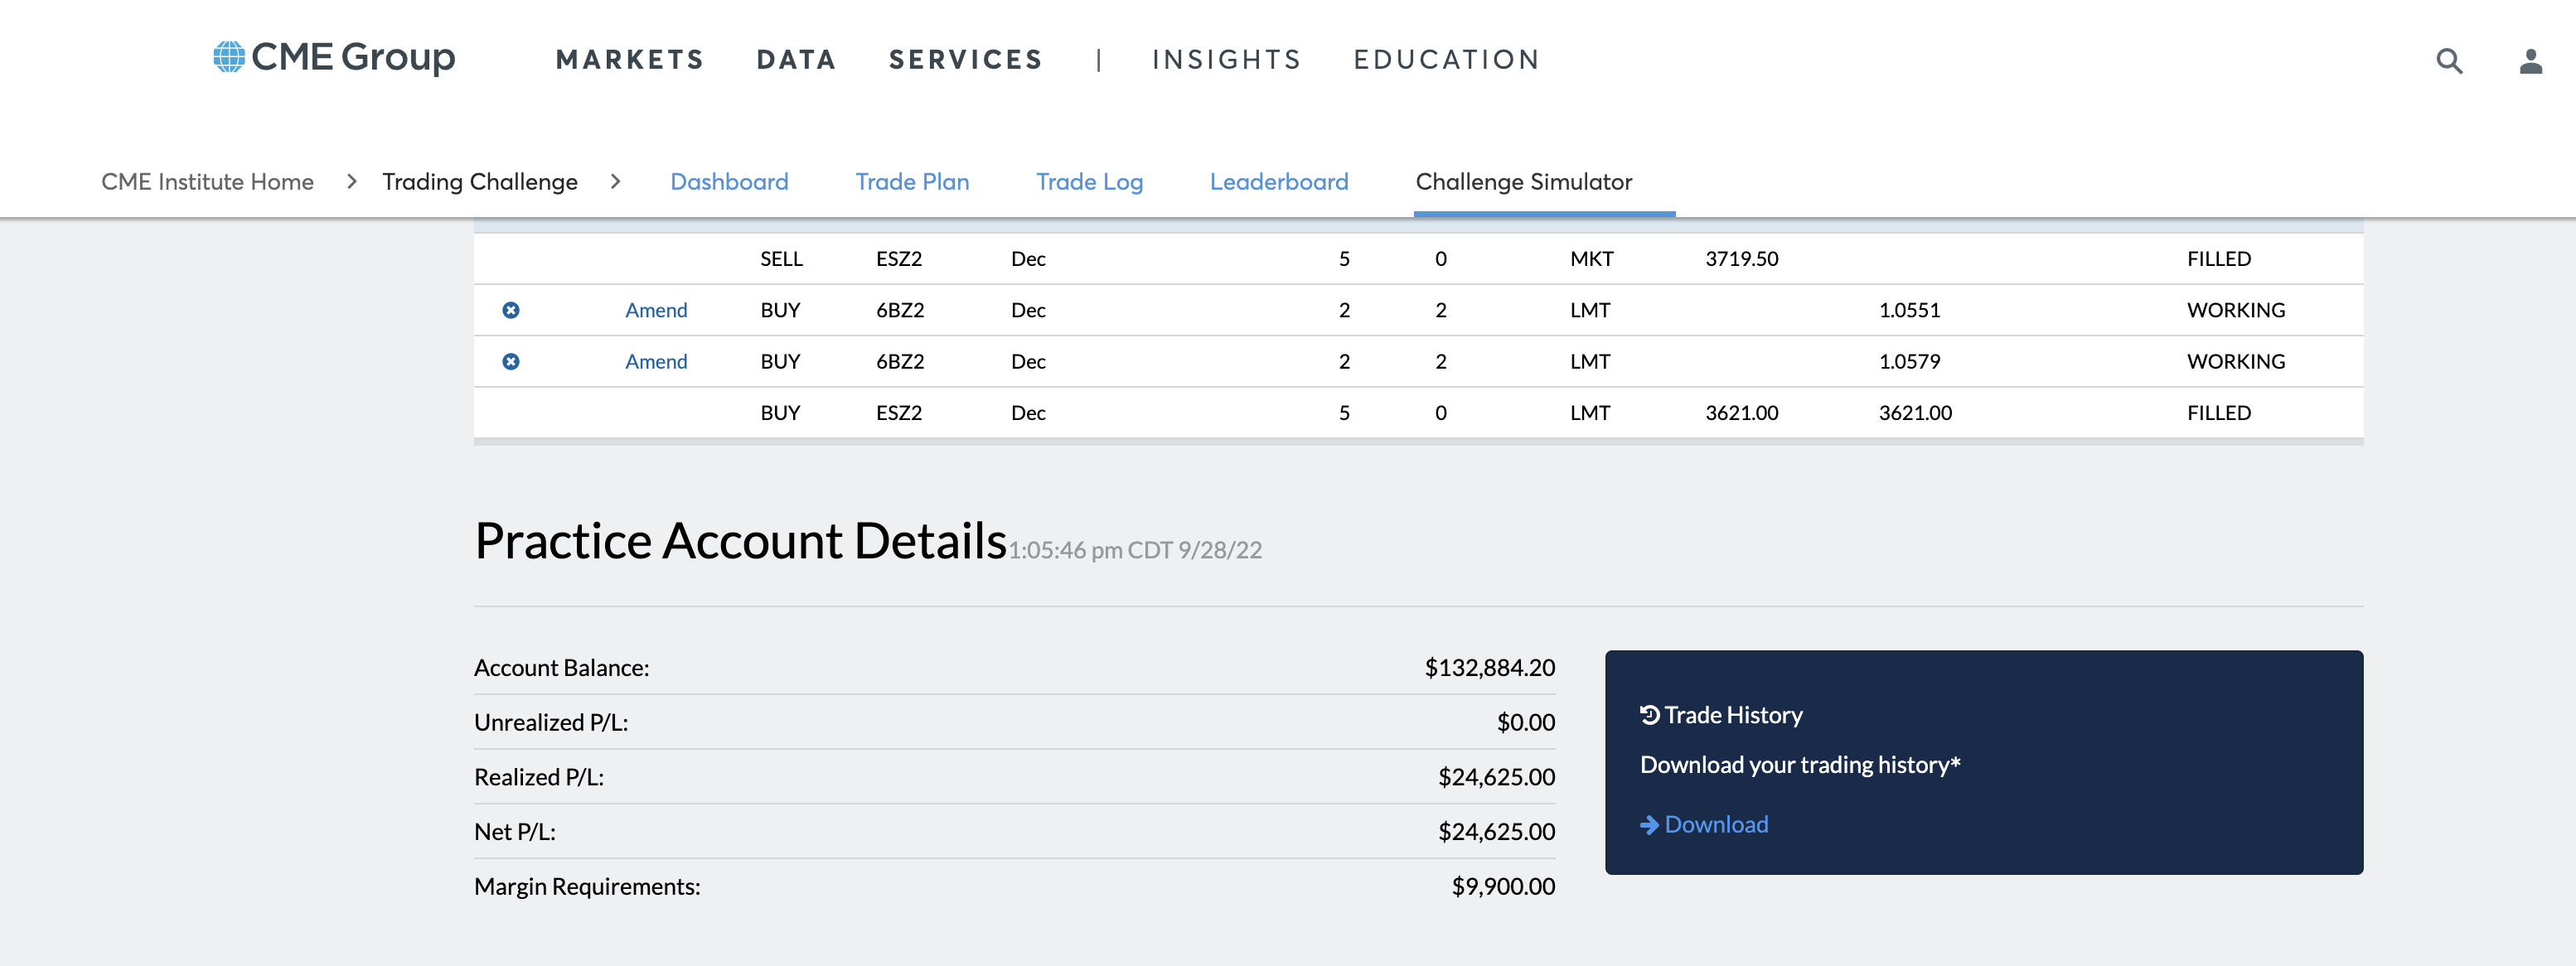 CME Group MARKETS DATA SERVICES | INSIGHTS EDUCATION
CME Institute Home > Trading Challenge > Dashboard Trade Plan Trade Log Leaderboard Challenge Simulator
SELL ESZ2 Dec 5 0 MKT 3719.50 FILLED
Amend BUY 6BZ2 Dec 2 2 LMT 1.0551 WORKING
Amend BUY 6BZ2 Dec 2 2 LMT 1.0579 WORKING
BUY ESZ2 Dec 5 0 LMT 3621.00 3621.00 FILLED
Practice Account Details 1:05:46 pm CDT 9/28/22
Account Balance: $132,884.20
Unrealized P/L: $0.00
Realized P/L: $24,625.00
Net P/L: $24,625.00
Margin Requirements: $9,900.00
Trade History
Download your trading history*
Download